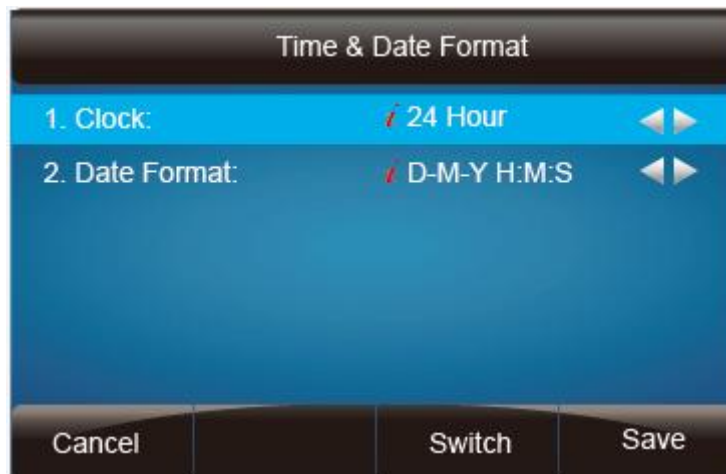 Time & Date Format
1. Clock: i 24 Hour
2. Date Format: i D-M-Y H:M:S
Cancel Switch Save